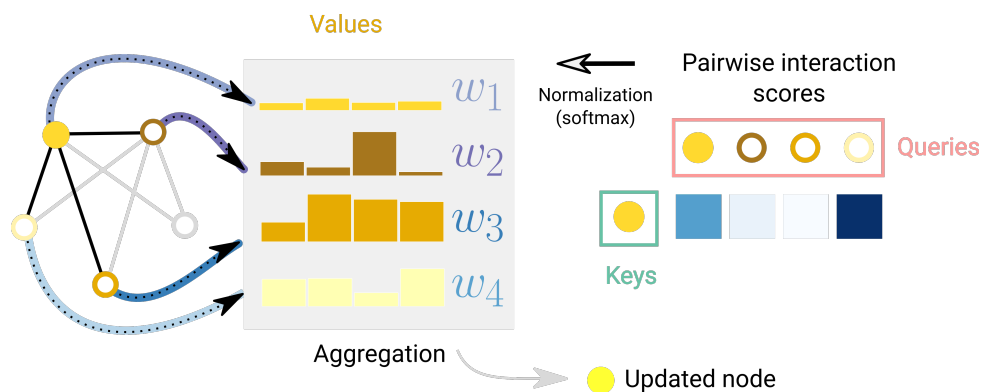 Values
Pairwise interaction
scores
Normalization
(softmax)
w1
w2
w3
w4
Queries
Keys
Aggregation
Updated node